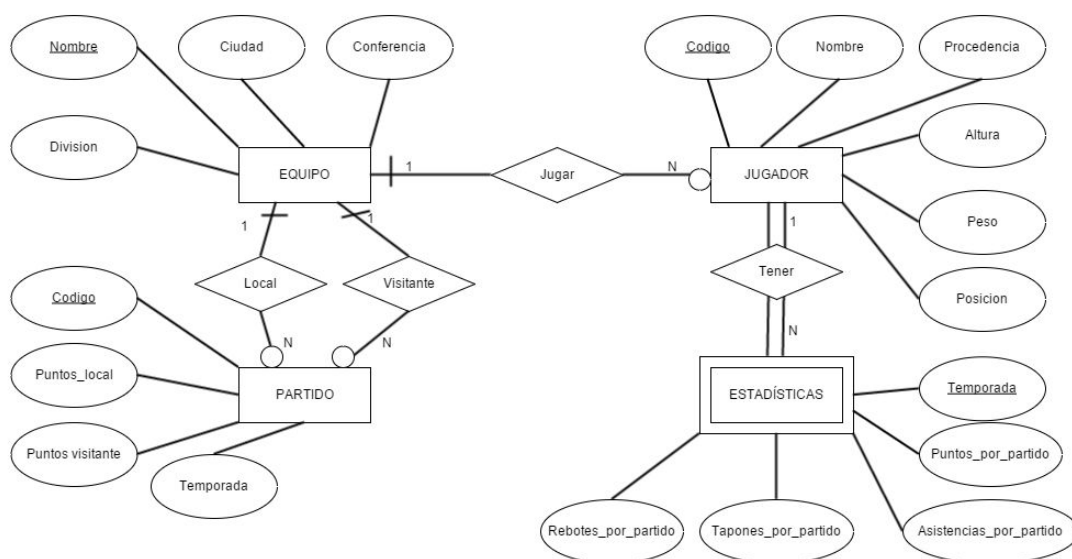 Nombre
Ciudad
Conferencia
Codigo
Nombre
Procedencia
Division
EQUIPO
1
Jugar
N
JUGADOR
Altura
1
1
1
Peso
Local
Visitante
Tener
Codigo
Posicion
N
N
N
Puntos_local
PARTIDO
ESTADÍSTICAS
Temporada
Puntos visitante
Puntos_por_partido
Temporada
Rebotes_por_partido
Tapones_por_partido
Asistencias_por_partido